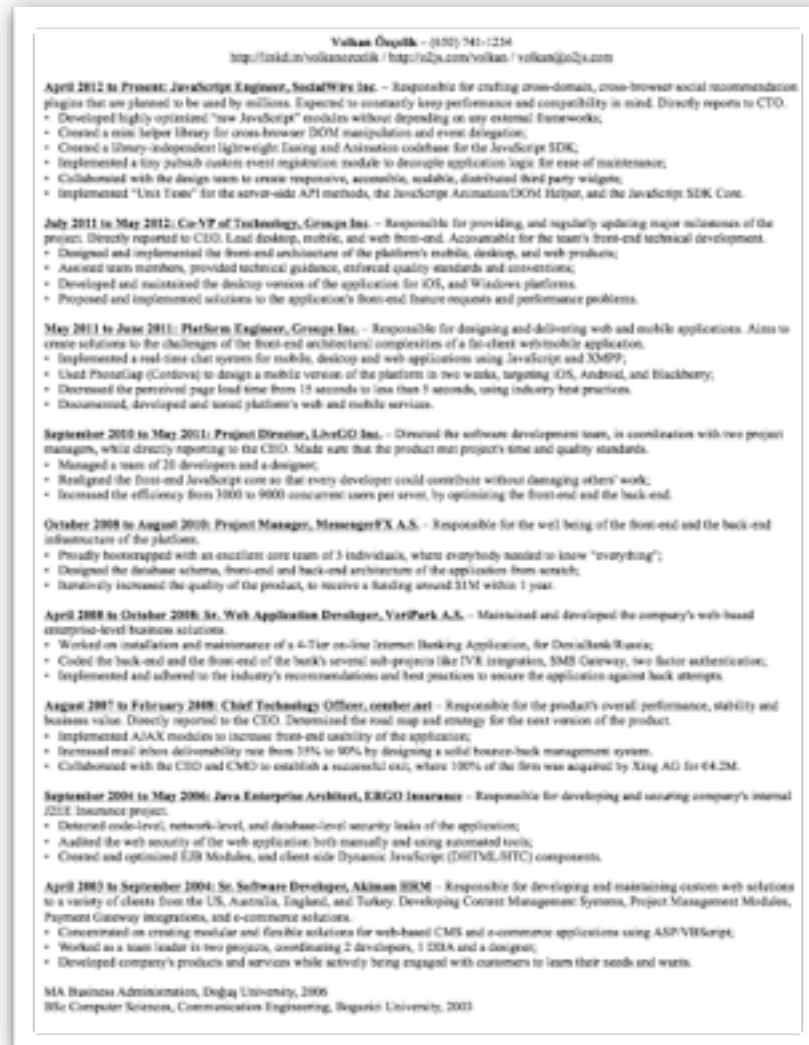 Volkan Özçelik – (650) 741-1234
http://linkd.in/volkanozcelik / http://o2js.com/volkan / volkan@o2js.com
April 2012 to Present: JavaScript Engineer, SocialWire Inc. – Responsible for crafting cross-domain, cross-browser social recommendation
plugins that are planned to be used by millions. Expected to constantly keep performance and compatibility in mind. Directly reports to CTO.
• Developed highly optimized "raw JavaScript" modules without depending on any external frameworks;
• Created a mini helper library for cross-browser DOM manipulation and event delegation;
• Created a library-independent lightweight Easing and Animation codebase for the JavaScript SDK;
• Implemented a tiny pubsub custom event registration module to decouple application logic for ease of maintenance;
• Collaborated with the design team to create responsive, accessible, scalable, distributed third party widgets;
• Implemented "Unit Tests" for the server-side API methods, the JavaScript Animation/DOM Helper, and the JavaScript SDK Core.
July 2011 to May 2012: Co-VP of Technology, Groups Inc. – Responsible for providing, and regularly updating major milestones of the
project. Directly reported to CEO. Lead desktop, mobile, and web front-end. Accountable for the team's front-end technical development.
• Designed and implemented the front-end architecture of the platform's mobile, desktop, and web products;
• Assisted team members, provided technical guidance, enforced quality standards and conventions;
• Developed and maintained the desktop version of the application for iOS, and Windows platforms.
• Proposed and implemented solutions to the application's front-end feature requests and performance problems.
May 2011 to June 2011: Platform Engineer, Groups Inc. – Responsible for designing and delivering web and mobile applications. Aims to
create solutions to the challenges of the front-end architectural complexities of a fat-client web/mobile application.
• Implemented a real-time chat system for mobile, desktop and web applications using JavaScript and XMPP;
• Used PhoneGap (Cordova) to design a mobile version of the platform in two weeks, targeting iOS, Android, and Blackberry;
• Decreased the perceived page load time from 15 seconds to less than 5 seconds, using industry best practices.
• Documented, developed and tested platform's web and mobile services.
September 2010 to May 2011: Project Director, LiveGO Inc. – Directed the software development team, in coordination with two project
managers, while directly reporting to the CEO. Made sure that the product met project's time and quality standards.
• Managed a team of 20 developers and a designer;
• Realigned the front-end JavaScript core so that every developer could contribute without damaging others' work;
• Increased the efficiency from 3000 to 9000 concurrent users per sever, by optimizing the front-end and the back-end.
October 2008 to August 2010: Project Manager, MessengerFX A.S. – Responsible for the well being of the front-end and the back-end
infrastructure of the platform.
• Proudly bootstrapped with an excellent core team of 3 individuals, where everybody needed to know "everything";
• Designed the database schema, front-end and back-end architecture of the application from scratch;
• Iteratively increased the quality of the product, to receive a funding around $1M within 1 year.
April 2008 to October 2008: Sr. Web Application Developer, VeriPark A.S. – Maintained and developed the company's web-based
enterprise-level business solutions.
• Worked on installation and maintenance of a 4-Tier on-line Internet Banking Application, for DenizBank/Russia;
• Coded the back-end and the front-end of the bank's several sub-projects like IVR integration, SMS Gateway, two factor authentication;
• Implemented and adhered to the industry's recommendations and best practices to secure the application against hack attempts.
August 2007 to February 2008: Chief Technology Officer, cember.net – Responsible for the product's overall performance, stability and
business value. Directly reported to the CEO. Determined the road map and strategy for the next version of the product.
• Implemented AJAX modules to increase front-end usability of the application;
• Increased mail inbox deliverability rate from 35% to 90% by designing a solid bounce-back management system.
• Collaborated with the CEO and CMO to establish a successful exit, where 100% of the firm was acquired by Xing AG for €4.2M.
September 2004 to May 2006: Java Enterprise Architect, ERGO Insurance – Responsible for developing and securing company's internal
J2EE Insurance project.
• Detected code-level, network-level, and database-level security leaks of the application;
• Audited the web security of the web application both manually and using automated tools;
• Created and optimized EJB Modules, and client-side Dynamic JavaScript (DHTML/HTC) components.
April 2003 to September 2004: Sr. Software Developer, Akinan HRM – Responsible for developing and maintaining custom web solutions
to a variety of clients from the US, Australia, England, and Turkey. Developing Content Management Systems, Project Management Modules,
Payment Gateway integrations, and e-commerce solutions.
• Concentrated on creating modular and flexible solutions for web-based CMS and e-commerce applications using ASP/VBScript;
• Worked as a team leader in two projects, coordinating 2 developers, 1 DBA and a designer;
• Developed company's products and services while actively being engaged with customers to learn their needs and wants.
MA Business Administration, Doğuş University, 2006
BSc Computer Sciences, Communication Engineering, Bogazici University, 2003